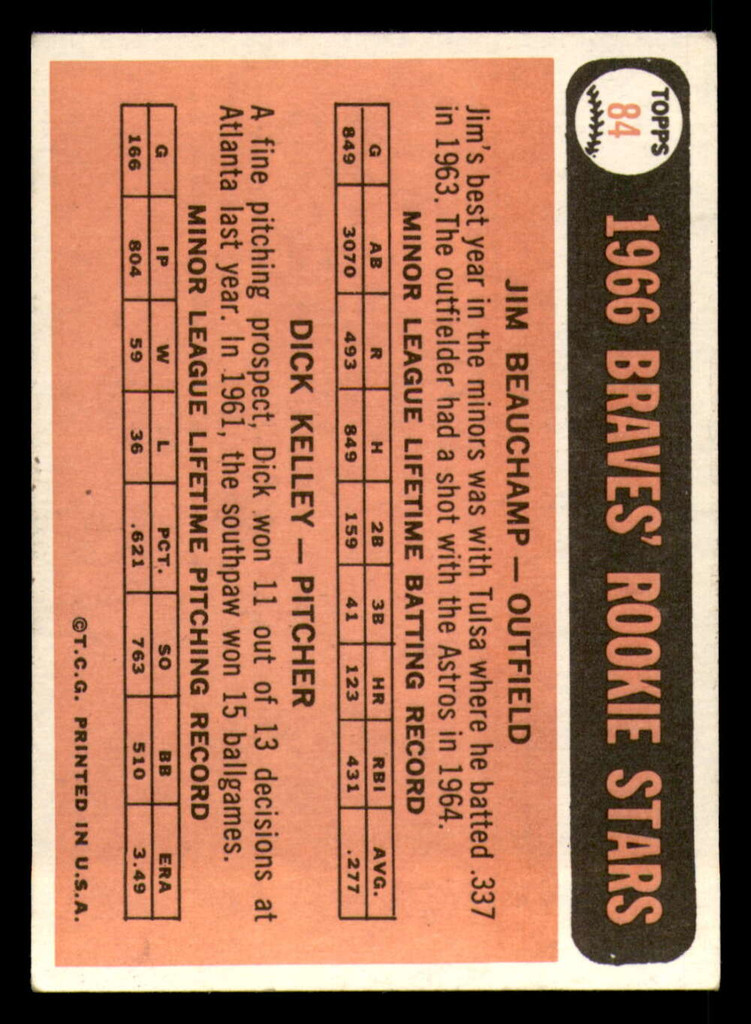 TOPPS
84
1966 BRAVES' ROOKIE STARS
JIM BEAUCHAMP — OUTFIELD
Jim's best year in the minors was with Tulsa where he batted .337
in 1963. The outfielder had a shot with the Astros in 1964.
MINOR LEAGUE LIFETIME BATTING RECORD
G AB R H 2B 3B HR RBI AVG.
849 3070 493 849 159 41 123 431 .277
DICK KELLEY — PITCHER
A fine pitching prospect, Dick won 11 out of 13 decisions at
Atlanta last year. In 1961, the southpaw won 15 ballgames.
MINOR LEAGUE LIFETIME PITCHING RECORD
G IP W L PCT. SO BB ERA
166 804 59 36 .621 763 510 3.49
©T.C.G. PRINTED IN U.S.A.